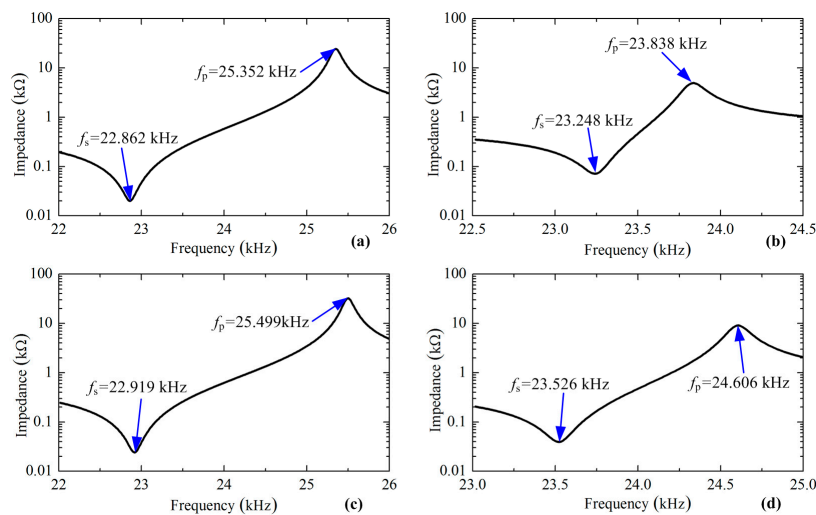 100
10
1
0.1
0.01
Impedance (kΩ)
fp=25.352 kHz
fs=22.862 kHz
22 23 24 25 26
Frequency (kHz)
(a)
100
10
1
0.1
0.01
Impedance (kΩ)
fp=23.838 kHz
fs=23.248 kHz
22.5 23.0 23.5 24.0 24.5
Frequency (kHz)
(b)
100
10
1
0.1
0.01
Impedance (kΩ)
fp=25.499kHz
fs=22.919 kHz
22 23 24 25 26
Frequency (kHz)
(c)
100
10
1
0.1
0.01
Impedance (kΩ)
fs=23.526 kHz
fp=24.606 kHz
23.0 23.5 24.0 24.5 25.0
Frequency (kHz)
(d)